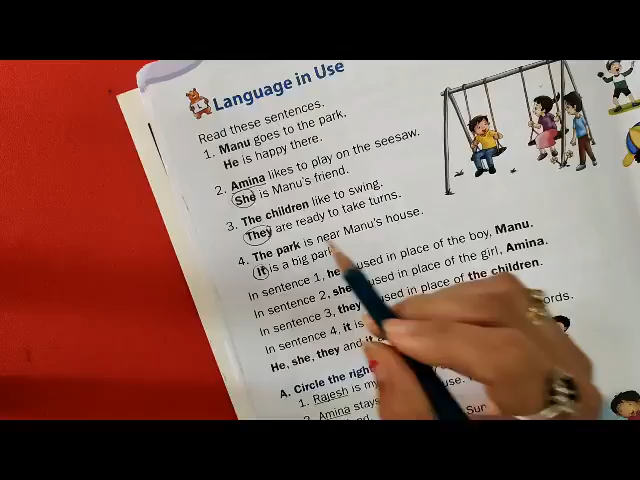 Language in Use
Read these sentences.
1. Manu goes to the park.
He is happy there.
2. Amina likes to play on the seesaw.
She is Manu's friend.
3. The children like to swing.
They are ready to take turns.
4. The park is near Manu's house.
It is a big
In sentence 1, he used in place of the boy, Manu.
In sentence 2, she used in place of the girl, Amina.
In sentence 3, they used in place of the children.
In sentence 4, it is
He, she, they and it
A. Circle the right
1. Rajesh is my
2. Amina stays